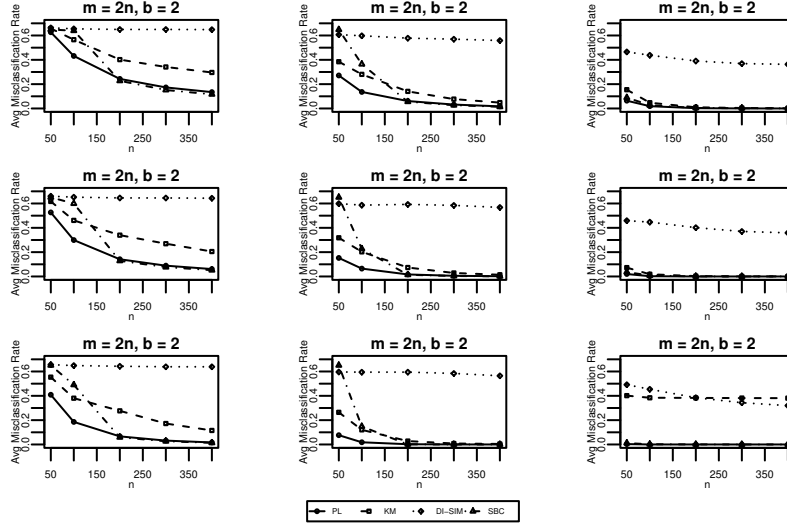 m = 2n, b = 2
m = 2n, b = 2
m = 2n, b = 2
Avg Misclassification Rate
0.0 0.2 0.4 0.6
50 150 250 350
n
Avg Misclassification Rate
0.0 0.2 0.4 0.6
50 150 250 350
n
Avg Misclassification Rate
0.0 0.2 0.4 0.6
50 150 250 350
n
m = 2n, b = 2
m = 2n, b = 2
m = 2n, b = 2
Avg Misclassification Rate
0.0 0.2 0.4 0.6
50 150 250 350
n
Avg Misclassification Rate
0.0 0.2 0.4 0.6
50 150 250 350
n
Avg Misclassification Rate
0.0 0.2 0.4 0.6
50 150 250 350
n
m = 2n, b = 2
m = 2n, b = 2
m = 2n, b = 2
Avg Misclassification Rate
0.0 0.2 0.4 0.6
50 150 250 350
n
Avg Misclassification Rate
0.0 0.2 0.4 0.6
50 150 250 350
n
Avg Misclassification Rate
0.0 0.2 0.4 0.6
50 150 250 350
n
PL KM DI−SIM SBC